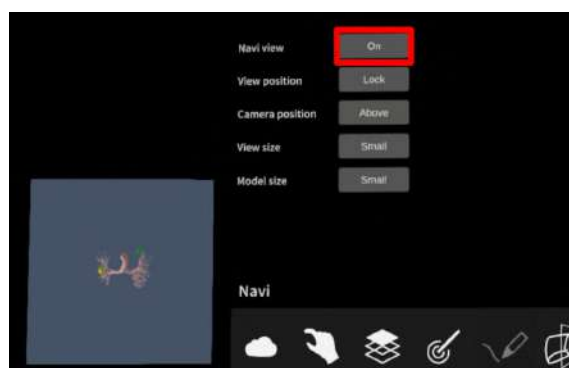 Navi view On
View position Lock
Camera position Above
View size Small
Model size Small
Navi